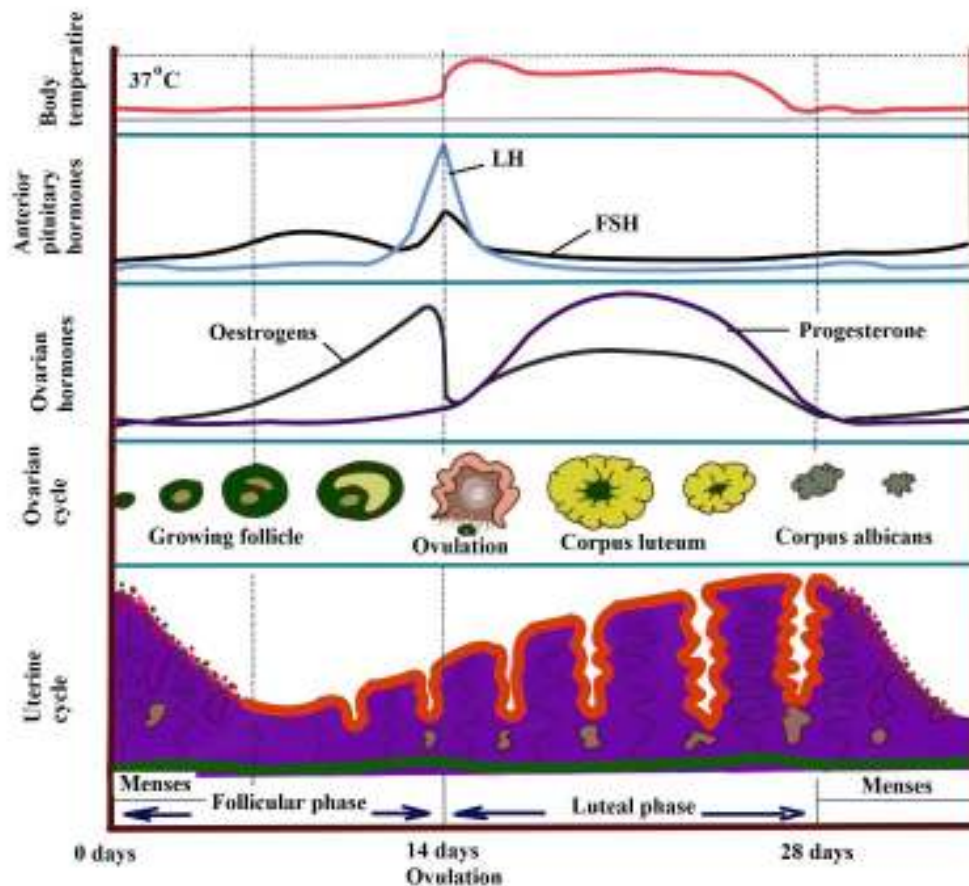 Body
temperatire
37°C
Anterior
pituitary
hormones
LH
FSH
Ovarian
hormones
Oestrogens
Progesterone
Ovarian
cycle
Growing follicle
Ovulation
Corpus luteum
Corpus albicans
Uterine
cycle
Menses
Follicular phase
Luteal phase
Menses
0 days
14 days
Ovulation
28 days